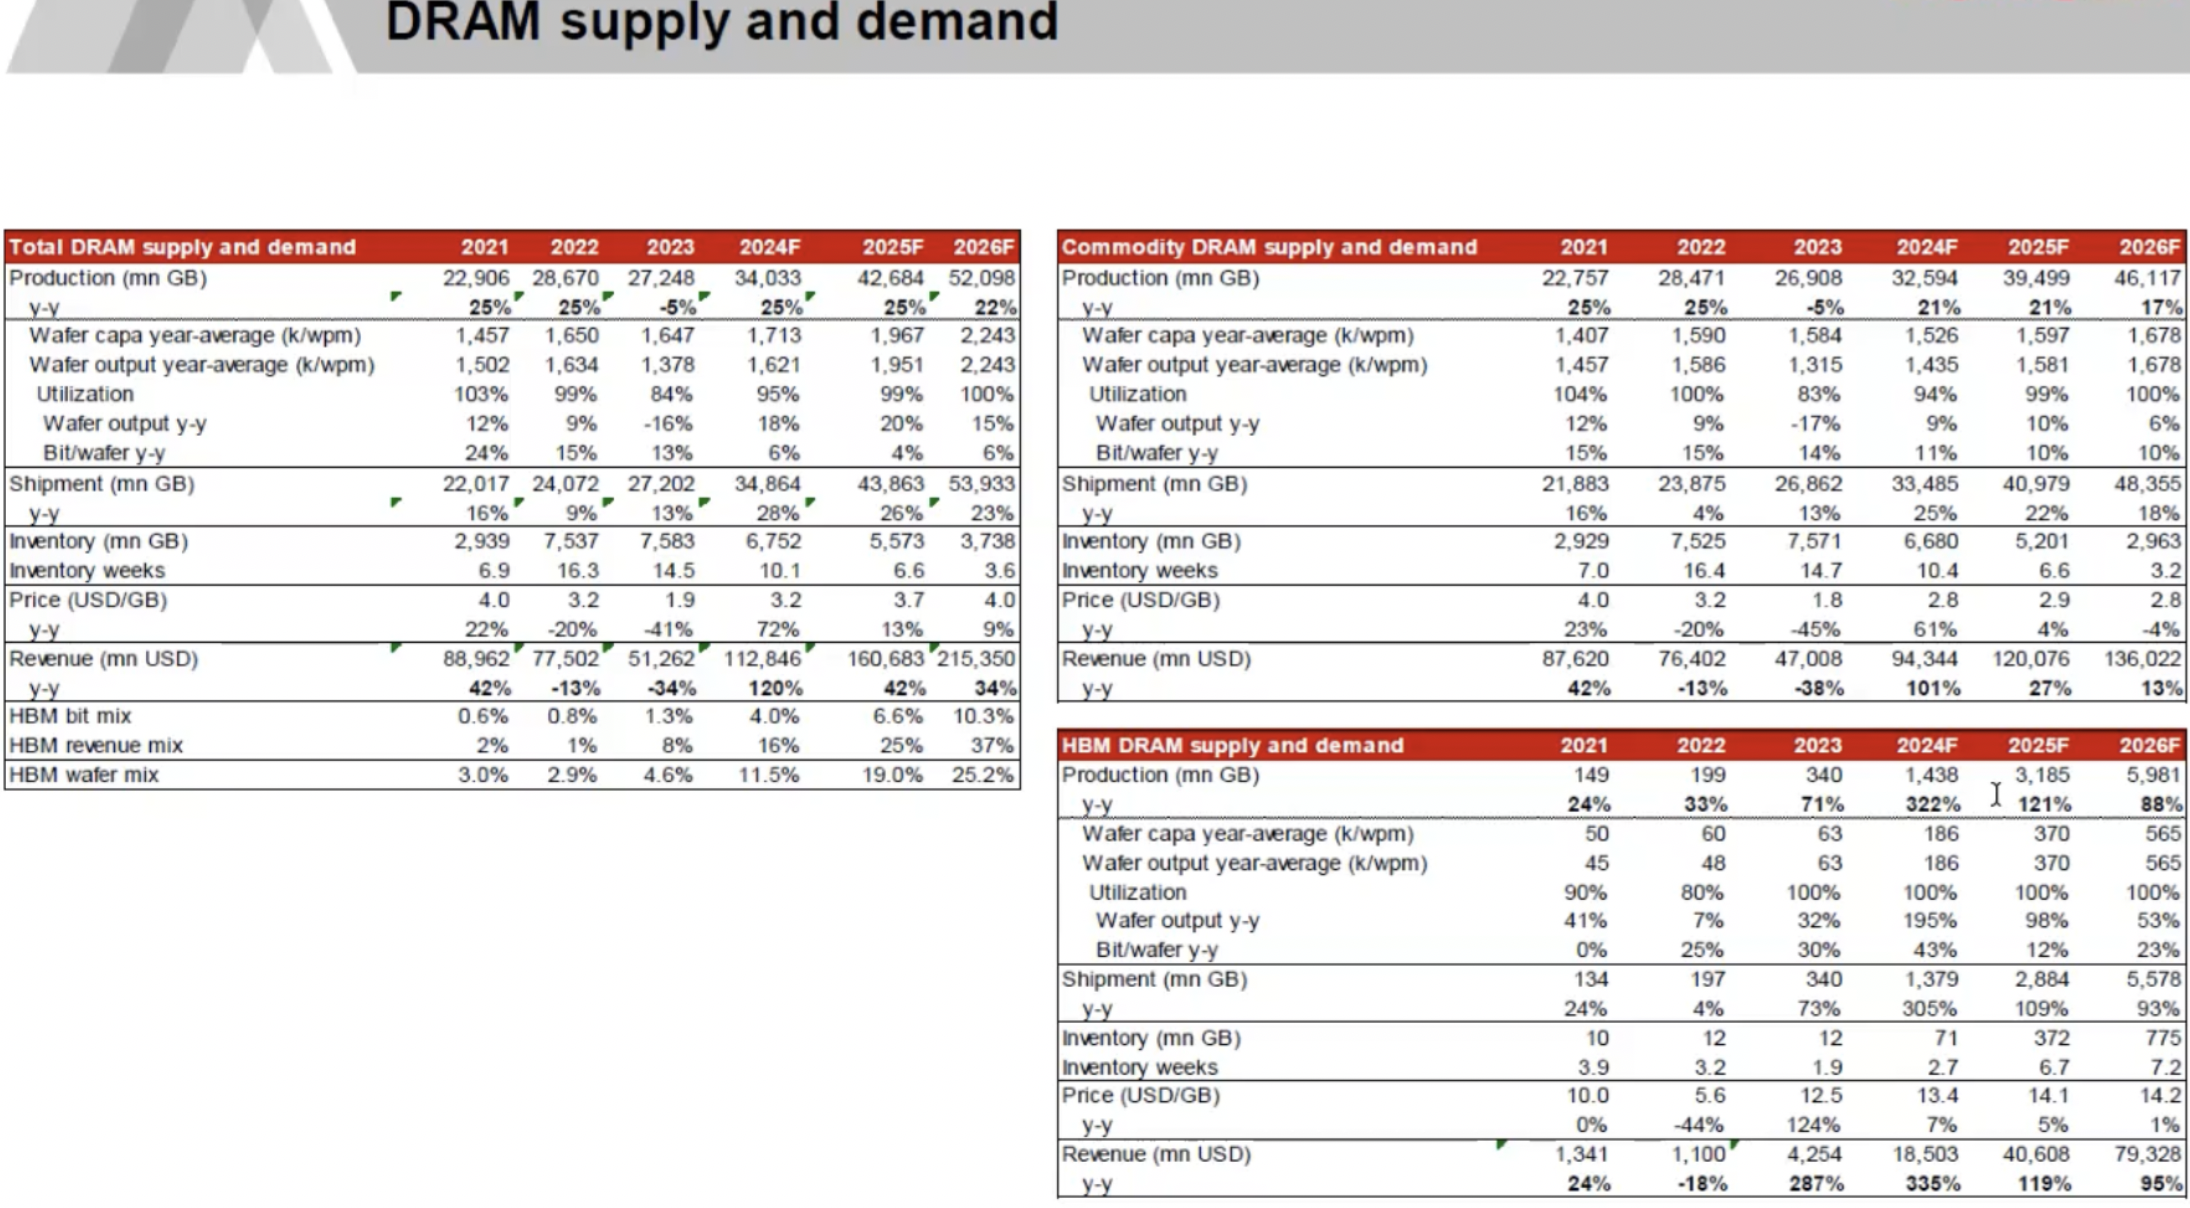 DRAM supply and demand
Total DRAM supply and demand 2021 2022 2023 2024F 2025F 2026F
Production (mn GB) 22,906 28,670 27,248 34,033 42,684 52,098
y-y 25% 25% -5% 25% 25% 22%
Wafer capa year-average (k/wpm) 1,457 1,650 1,647 1,713 1,967 2,243
Wafer output year-average (k/wpm) 1,502 1,634 1,378 1,621 1,951 2,243
Utilization 103% 99% 84% 95% 99% 100%
Wafer output y-y 12% 9% -16% 18% 20% 15%
Bit/wafer y-y 24% 15% 13% 6% 4% 6%
Shipment (mn GB) 22,017 24,072 27,202 34,864 43,863 53,933
y-y 16% 9% 13% 28% 26% 23%
Inventory (mn GB) 2,939 7,537 7,583 6,752 5,573 3,738
Inventory weeks 6.9 16.3 14.5 10.1 6.6 3.6
Price (USD/GB) 4.0 3.2 1.9 3.2 3.7 4.0
y-y 22% -20% -41% 72% 13% 9%
Revenue (mn USD) 88,962 77,502 51,262 112,846 160,683 215,350
y-y 42% -13% -34% 120% 42% 34%
HBM bit mix 0.6% 0.8% 1.3% 4.0% 6.6% 10.3%
HBM revenue mix 2% 1% 8% 16% 25% 37%
HBM wafer mix 3.0% 2.9% 4.6% 11.5% 19.0% 25.2%
Commodity DRAM supply and demand 2021 2022 2023 2024F 2025F 2026F
Production (mn GB) 22,757 28,471 26,908 32,594 39,499 46,117
y-y 25% 25% -5% 21% 21% 17%
Wafer capa year-average (k/wpm) 1,407 1,590 1,584 1,526 1,597 1,678
Wafer output year-average (k/wpm) 1,457 1,586 1,315 1,435 1,581 1,678
Utilization 104% 100% 83% 94% 99% 100%
Wafer output y-y 12% 9% -17% 9% 10% 6%
Bit/wafer y-y 15% 15% 14% 11% 10% 10%
Shipment (mn GB) 21,883 23,875 26,862 33,485 40,979 48,355
y-y 16% 4% 13% 25% 22% 18%
Inventory (mn GB) 2,929 7,525 7,571 6,680 5,201 2,963
Inventory weeks 7.0 16.4 14.7 10.4 6.6 3.2
Price (USD/GB) 4.0 3.2 1.8 2.8 2.9 2.8
y-y 23% -20% -45% 61% 4% -4%
Revenue (mn USD) 87,620 76,402 47,008 94,344 120,076 136,022
y-y 42% -13% -38% 101% 27% 13%
HBM DRAM supply and demand 2021 2022 2023 2024F 2025F 2026F
Production (mn GB) 149 199 340 1,438 3,185 5,981
y-y 24% 33% 71% 322% 121% 88%
Wafer capa year-average (k/wpm) 50 60 63 186 370 565
Wafer output year-average (k/wpm) 45 48 63 186 370 565
Utilization 90% 80% 100% 100% 100% 100%
Wafer output y-y 41% 7% 32% 195% 98% 53%
Bit/wafer y-y 0% 25% 30% 43% 12% 23%
Shipment (mn GB) 134 197 340 1,379 2,884 5,578
y-y 24% 4% 73% 305% 109% 93%
Inventory (mn GB) 10 12 12 71 372 775
Inventory weeks 3.9 3.2 1.9 2.7 6.7 7.2
Price (USD/GB) 10.0 5.6 12.5 13.4 14.1 14.2
y-y 0% -44% 124% 7% 5% 1%
Revenue (mn USD) 1,341 1,100 4,254 18,503 40,608 79,328
y-y 24% -18% 287% 335% 119% 95%